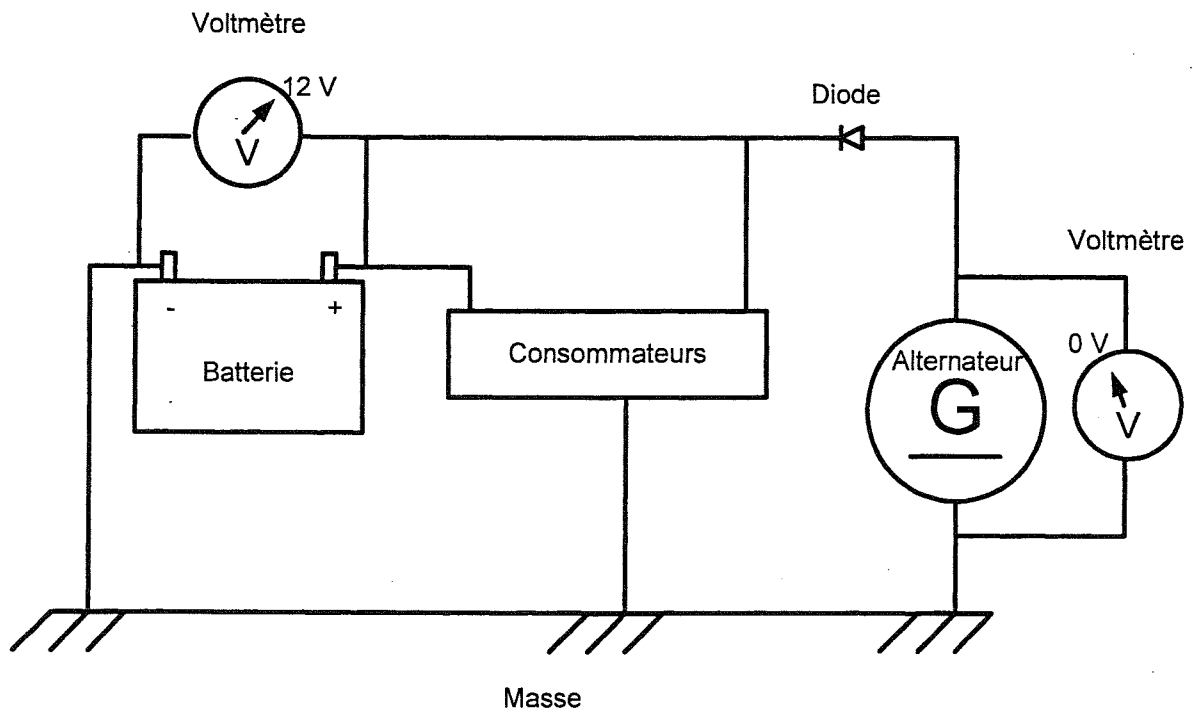 Voltmètre
12 V
V
Diode
Voltmètre
- +
Batterie
Consommateurs
Alternateur
G
0 V
V
Masse